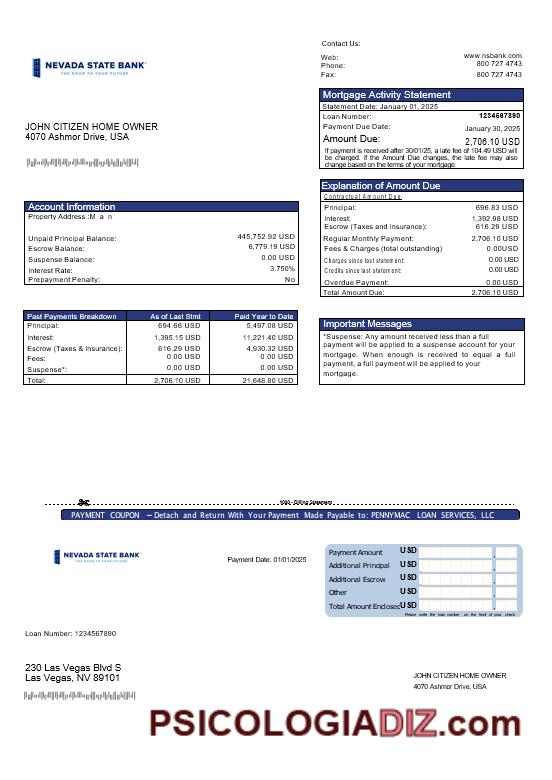 Contact Us:
Web: www.nsbank.com
Phone: 800 727 4743
Fax: 800 727 4743
NEVADA STATE BANK
THE DOOR TO YOUR FUTURE
Mortgage Activity Statement
Statement Date: January 01, 2025
Loan Number: 1234567890
Payment Due Date: January 30, 2025
Amount Due: 2,706.10 USD
If payment is received after 30/01/25, a late fee of 104.49 USD will
be charged. If the Amount Due changes, the late fee may also
change based on the terms of your mortgage.
JOHN CITIZEN HOME OWNER
4070 Ashmor Drive, USA
Explanation of Amount Due
Contractual Amount Due
Principal: 696.83 USD
Interest: 1,392.98 USD
Escrow (Taxes and Insurance): 616.29 USD
Regular Monthly Payment: 2,706.10 USD
Fees & Charges (total outstanding) 0.00USD
Charges since last statement: 0.00 USD
Credits since last statement: 0.00 USD
Overdue Payment: 0.00 USD
Total Amount Due: 2,706.10 USD
Account Information
Property Address :M a n
Unpaid Principal Balance: 445,752.92 USD
Escrow Balance: 6,779.19 USD
Suspense Balance: 0.00 USD
Interest Rate: 3.750%
Prepayment Penalty: No
Past Payments Breakdown As of Last Stmt Paid Year to Date
Principal: 694.66 USD 5,497.08 USD
Interest: 1,395.15 USD 11,221.40 USD
Escrow (Taxes & Insurance): 616.29 USD 4,930.32 USD
Fees: 0.00 USD 0.00 USD
Suspense*: 0.00 USD 0.00 USD
Total: 2,706.10 USD 21,648.80 USD
Important Messages
*Suspense: Any amount received less than a full
payment will be applied to a suspense account for your
mortgage. When enough is received to equal a full
payment, a full payment will be applied to your
mortgage.
Billing Statement
PAYMENT COUPON – Detach and Return With Your Payment Made Payable to: PENNYMAC LOAN SERVICES, LLC
NEVADA STATE BANK
THE DOOR TO YOUR FUTURE
Payment Date: 01/01/2025
Payment Amount USD
Additional Principal USD
Additional Escrow USD
Other USD
Total Amount Enclosed USD
Please write the loan number on the front of your check
Loan Number: 1234567890
230 Las Vegas Blvd S
Las Vegas, NV 89101
JOHN CITIZEN HOME OWNER
4070 Ashmor Drive, USA
PSICOLOGIADIZ.com